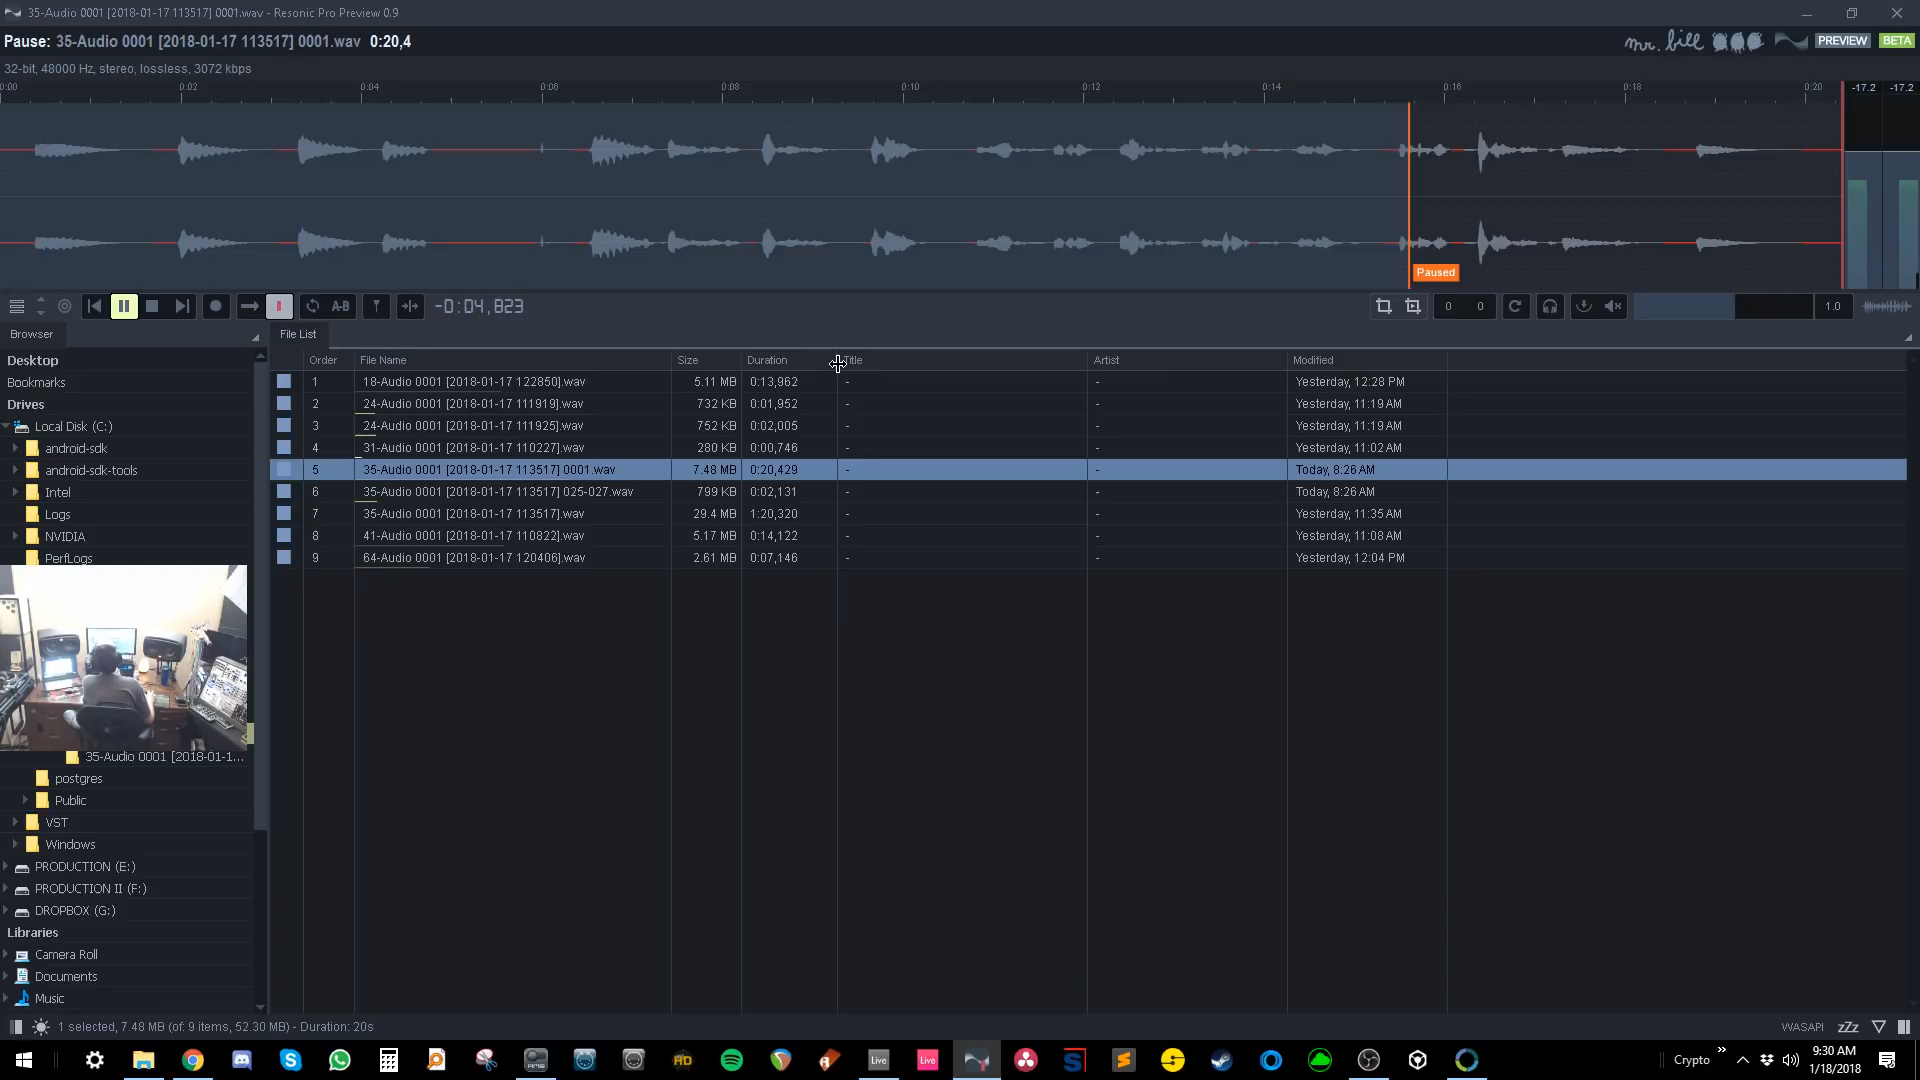 35-Audio 0001 [2018-01-17 113517] 0001.wav - Resonic Pro Preview 0.9
Pause: 35-Audio 0001 [2018-01-17 113517] 0001.wav 0:20,4
mr. bill PREVIEW BETA
32-bit, 48000 Hz, stereo, lossless, 3072 kbps
0:00 0:02 0:04 0:06 0:08 0:10 0:12 0:14 0:16 0:18 0:20 -17.2 -17.2
Paused
A-B -0:04,823 0 0 1.0
Browser File List
Order File Name Size Duration Title Artist Modified
1 18-Audio 0001 [2018-01-17 122850].wav 5.11 MB 0:13,962 - - Yesterday, 12:28 PM
2 24-Audio 0001 [2018-01-17 111919].wav 732 KB 0:01,952 - - Yesterday, 11:19 AM
3 24-Audio 0001 [2018-01-17 111925].wav 752 KB 0:02,005 - - Yesterday, 11:19 AM
4 31-Audio 0001 [2018-01-17 110227].wav 280 KB 0:00,746 - - Yesterday, 11:02 AM
5 35-Audio 0001 [2018-01-17 113517] 0001.wav 7.48 MB 0:20,429 - - Today, 8:26 AM
6 35-Audio 0001 [2018-01-17 113517] 025-027.wav 799 KB 0:02,131 - - Today, 8:26 AM
7 35-Audio 0001 [2018-01-17 113517].wav 29.4 MB 1:20,320 - - Yesterday, 11:35 AM
8 41-Audio 0001 [2018-01-17 110822].wav 5.17 MB 0:14,122 - - Yesterday, 11:08 AM
9 64-Audio 0001 [2018-01-17 120406].wav 2.61 MB 0:07,146 - - Yesterday, 12:04 PM
Desktop
Bookmarks
Drives
Local Disk (C:)
android-sdk
android-sdk-tools
Intel
Logs
NVIDIA
PerfLogs
35-Audio 0001 [2018-01-1...
postgres
Public
VST
Windows
PRODUCTION (E:)
PRODUCTION II (F:)
DROPBOX (G:)
Libraries
Camera Roll
Documents
Music
1 selected, 7.48 MB (of: 9 items, 52.30 MB) - Duration: 20s
WASAPI zZz
Live Live Crypto » 9:30 AM
1/18/2018